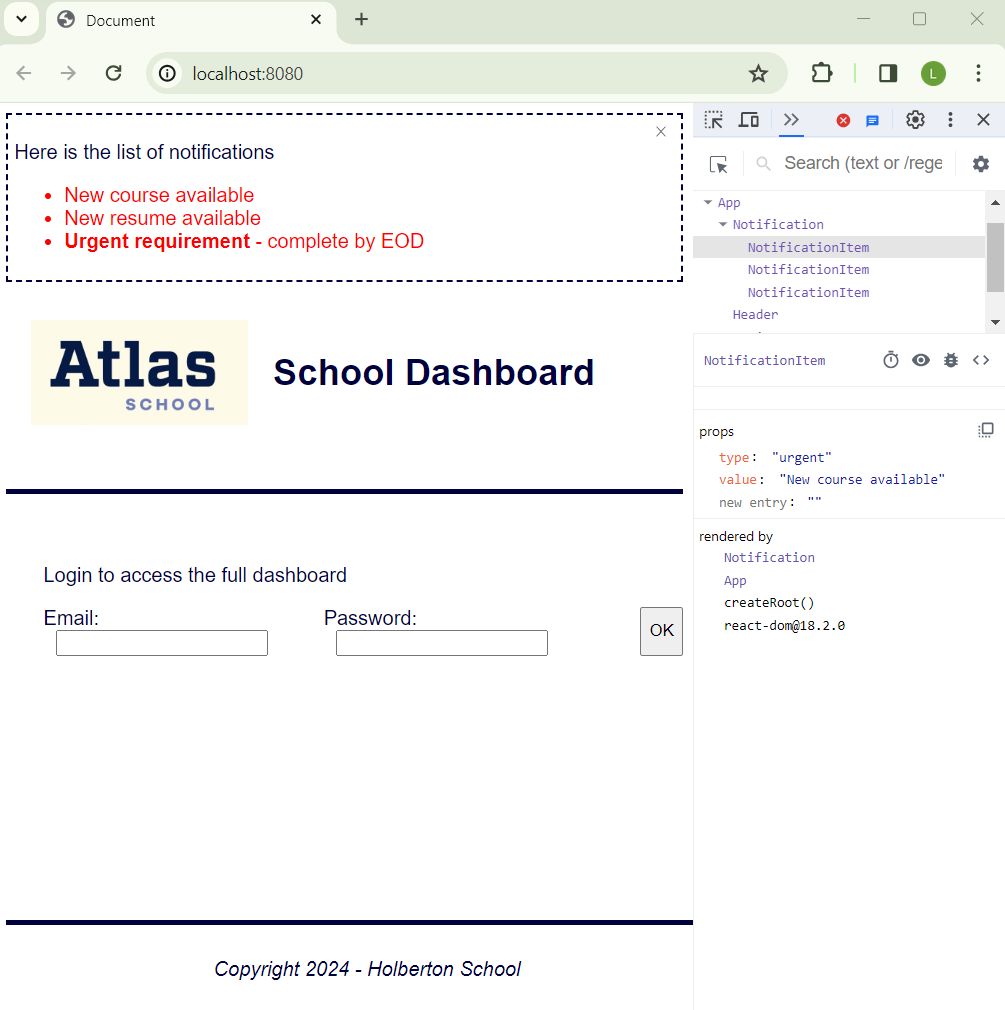 Document
localhost:8080
L
Here is the list of notifications
New course available
New resume available
Urgent requirement - complete by EOD
Atlas
SCHOOL
School Dashboard
Login to access the full dashboard
Email:
Password:
OK
Copyright 2024 - Holberton School
Search (text or /rege
App
Notification
NotificationItem
NotificationItem
NotificationItem
Header
NotificationItem
props
type: "urgent"
value: "New course available"
new entry: ""
rendered by
Notification
App
createRoot()
react-dom@18.2.0